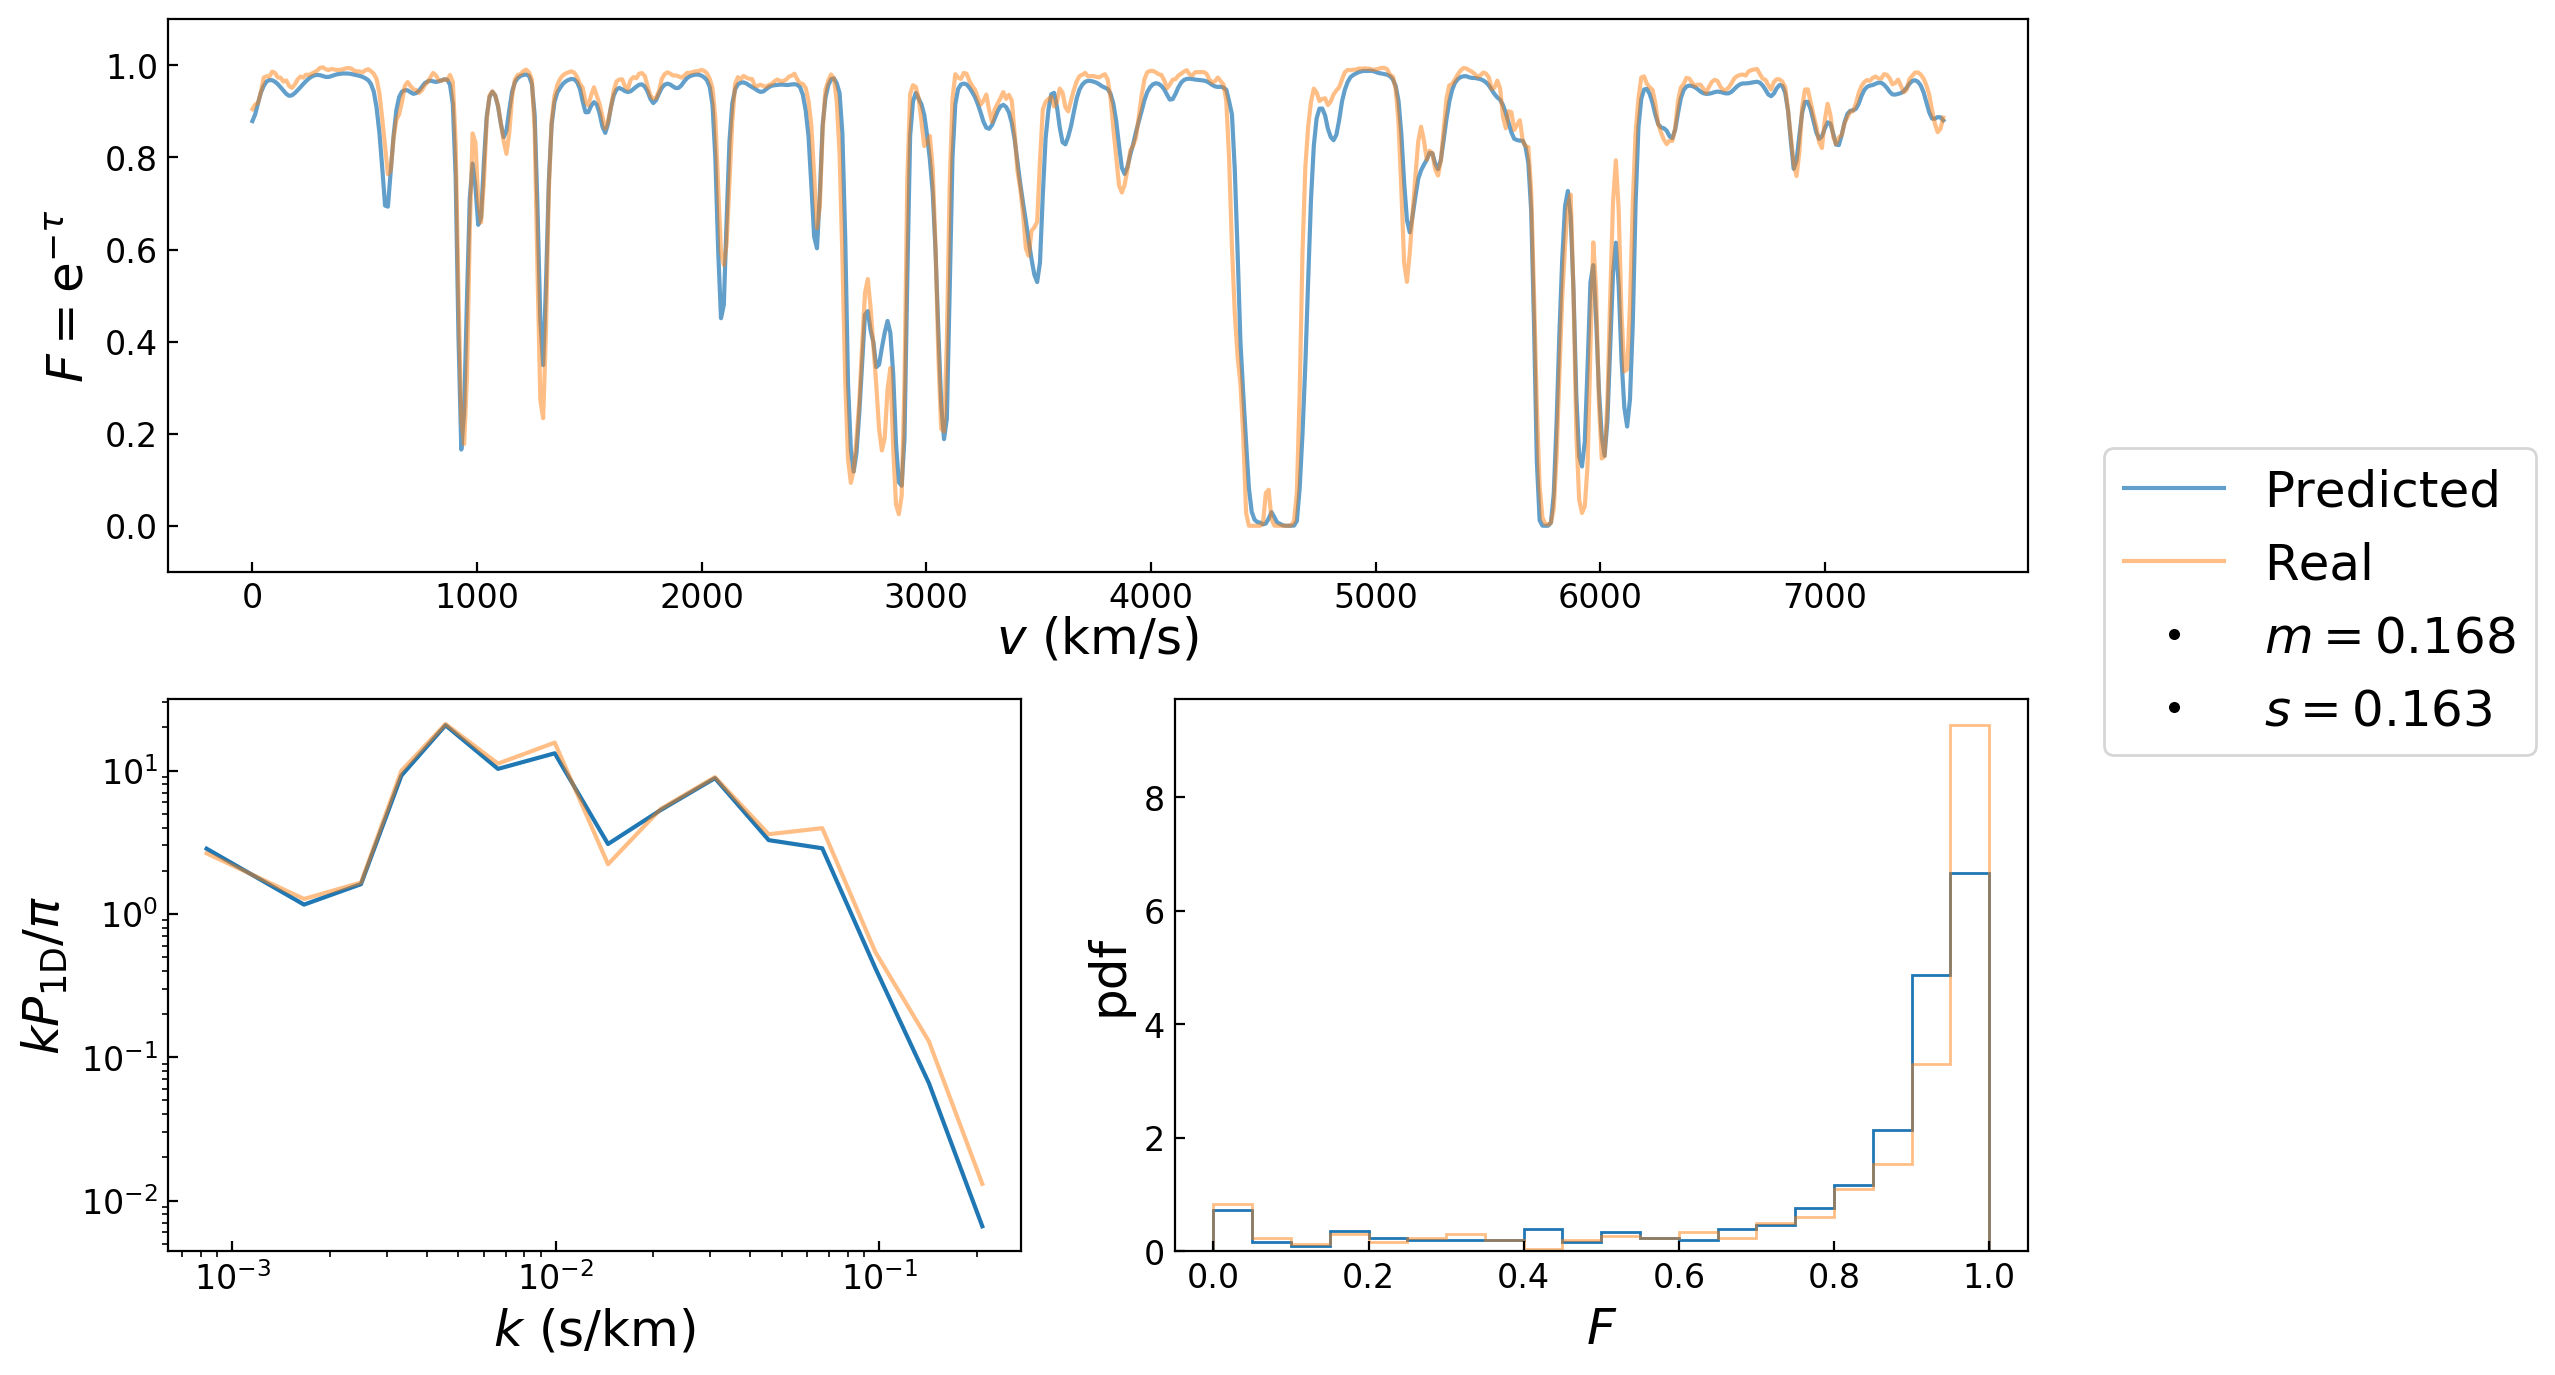 1.0
0.8
0.6
0.4
0.2
0.0
F = e^{−τ}
0 1000 2000 3000 4000 5000 6000 7000
v (km/s)
Predicted
Real
m = 0.168
s = 0.163
10^1
10^0
10^{−1}
10^{−2}
kP_{1D}/π
10^{−3} 10^{−2} 10^{−1}
k (s/km)
8
6
4
2
0
pdf
0.0 0.2 0.4 0.6 0.8 1.0
F